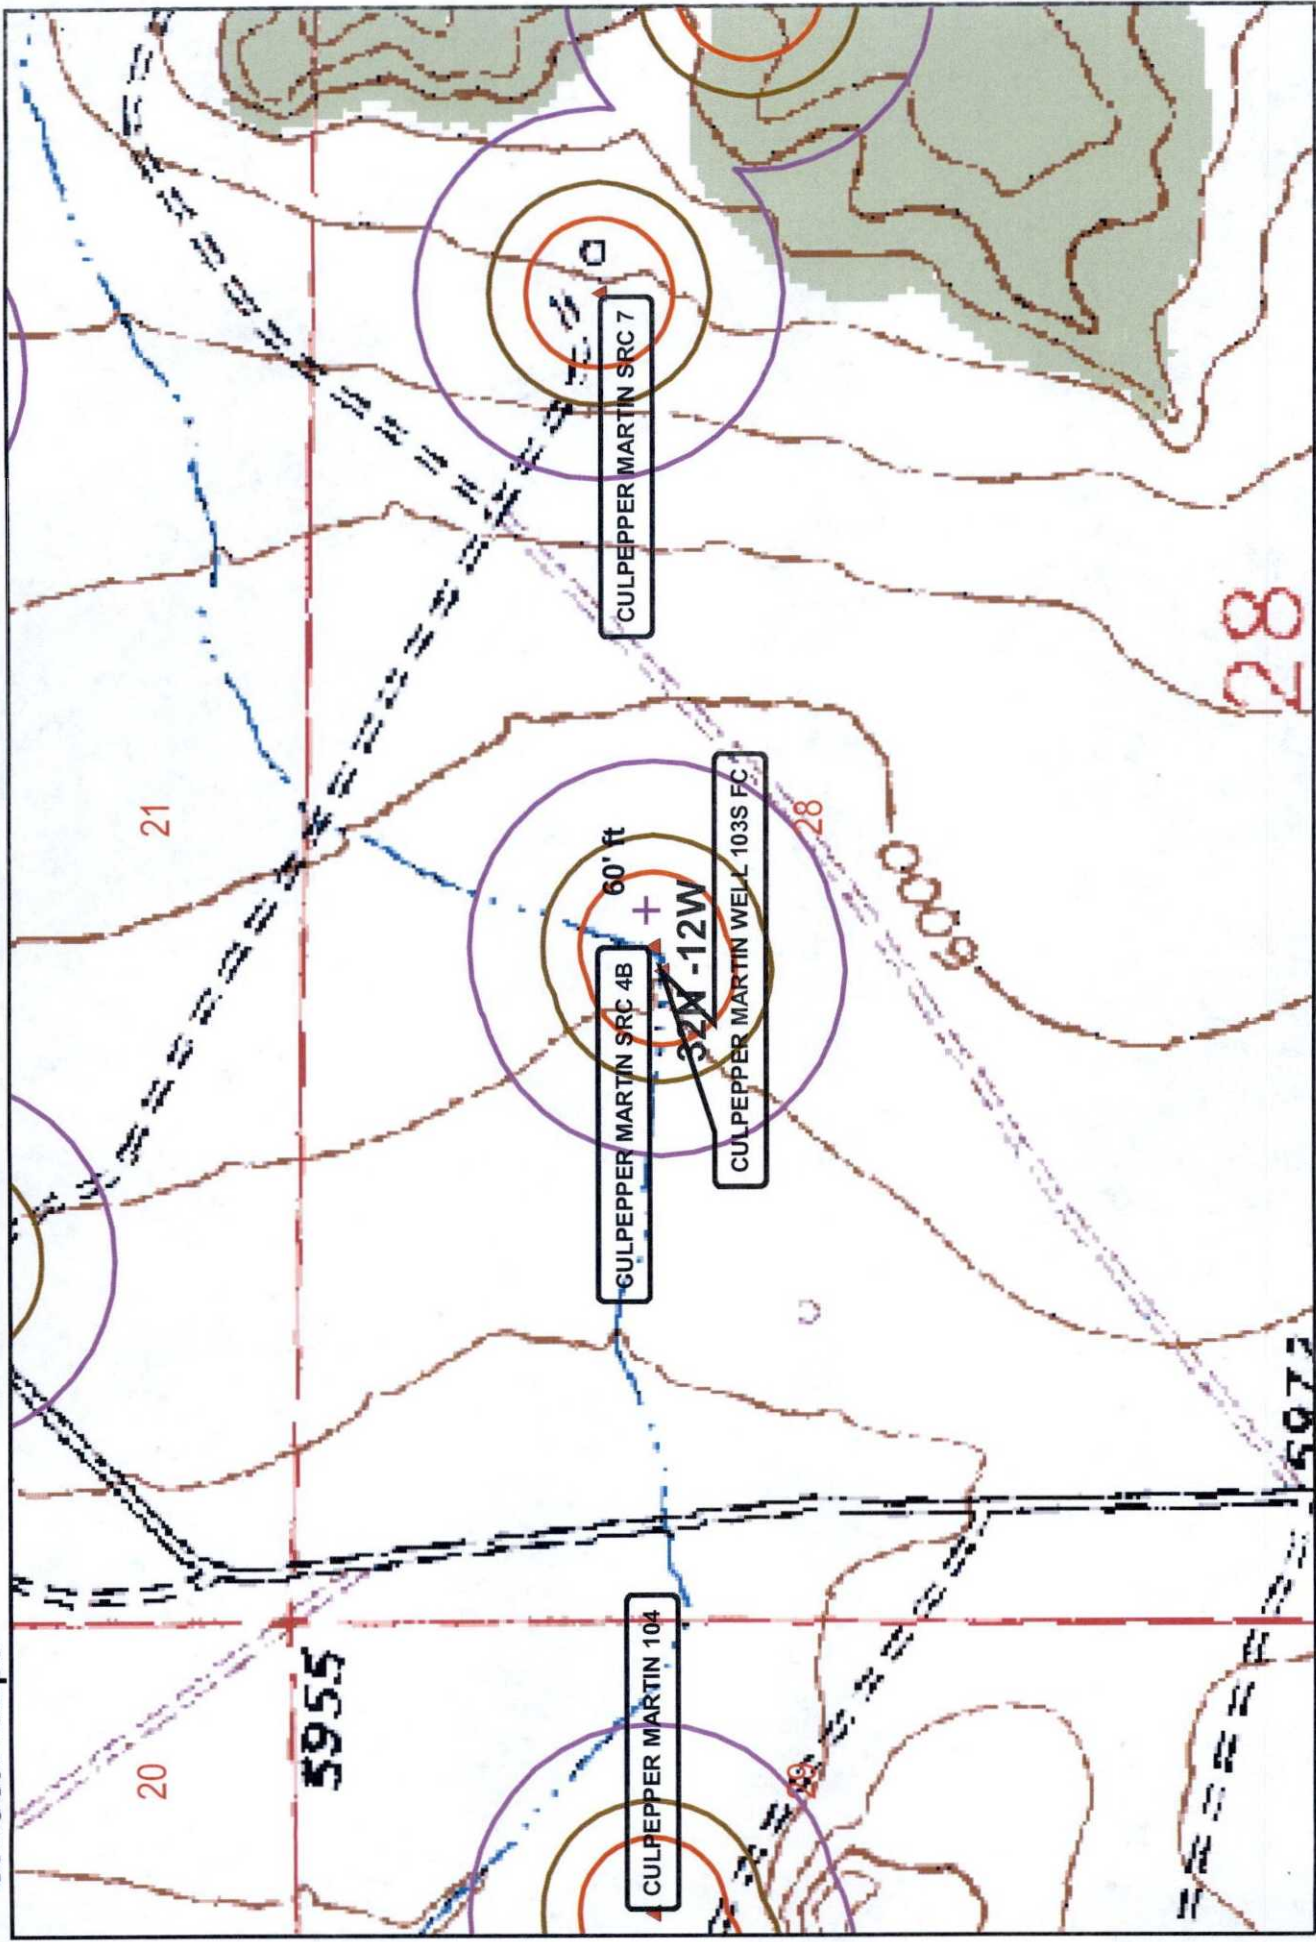 20
21
5955
CULPEPPER MARTIN 104
CULPEPPER MARTIN SRC 4B
60' ft
CULPEPPER MARTIN SRC 7
32N -12W
CULPEPPER MARTIN WELL 103S FC
29
28
6000
28